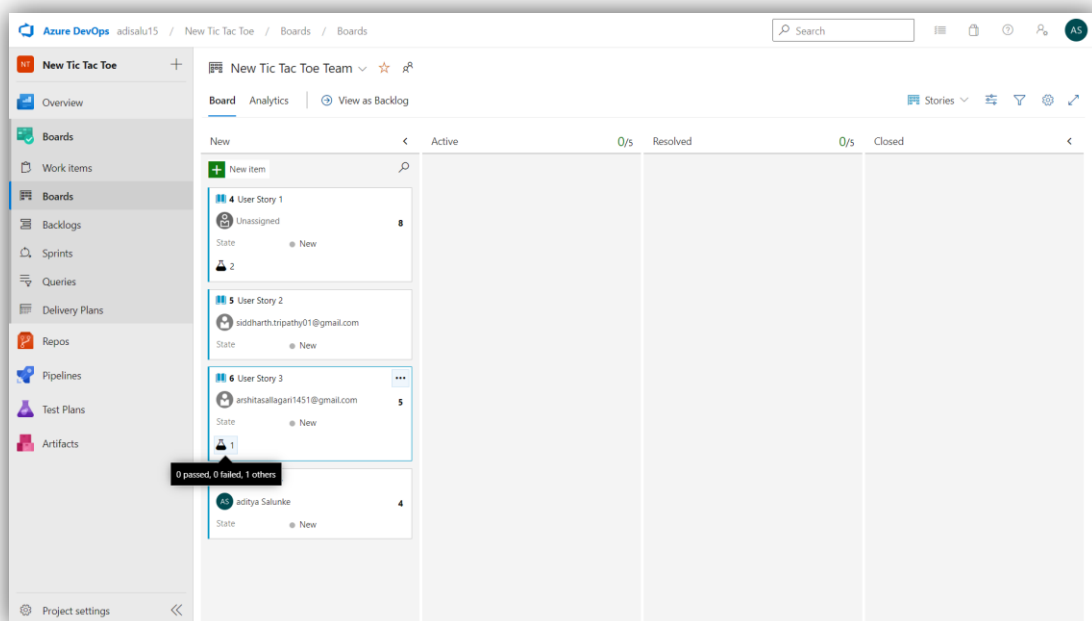 Azure DevOps adisalu15 / New Tic Tac Toe / Boards / Boards
Search
AS
NT New Tic Tac Toe
New Tic Tac Toe Team
Overview
Board Analytics View as Backlog
Stories
Boards
New
Active 0/5
Resolved 0/5
Closed
Work items
New item
Boards
4 User Story 1
Backlogs
Unassigned 8
State New
Sprints
2
Queries
5 User Story 2
Delivery Plans
siddharth.tripathy01@gmail.com
State New
Repos
Pipelines
6 User Story 3
arshitasallagari1451@gmail.com 5
Test Plans
State New
Artifacts
1
0 passed, 0 failed, 1 others
AS aditya Salunke 4
State New
Project settings